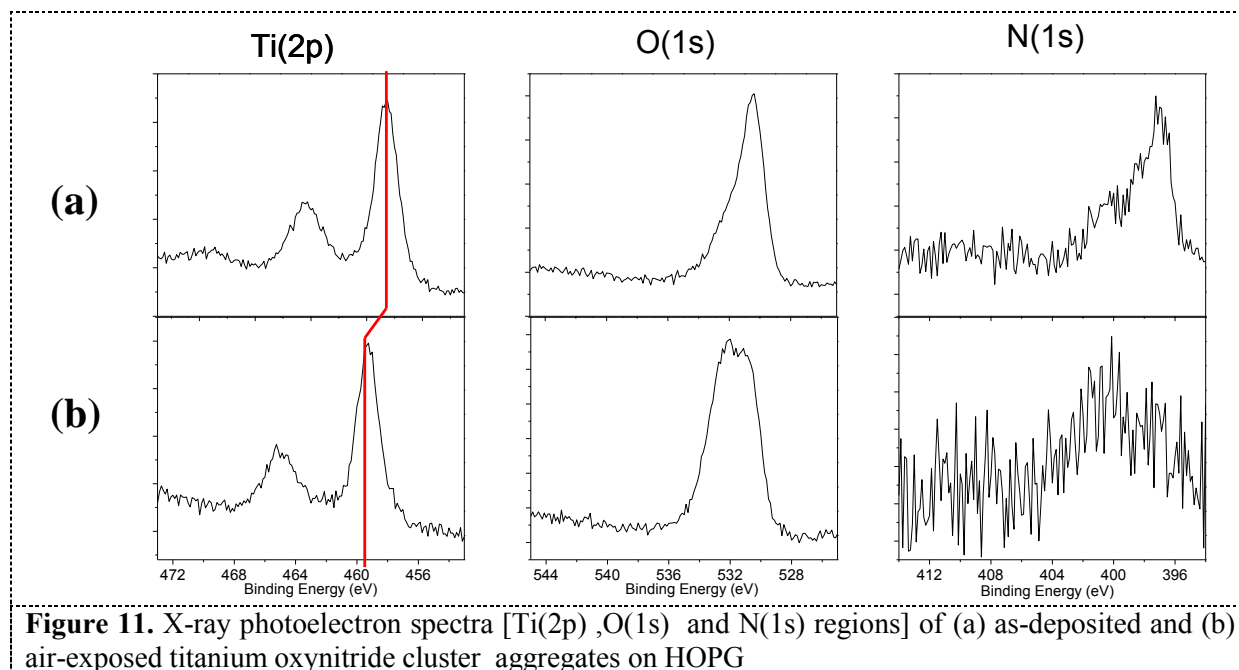 Ti(2p) O(1s) N(1s)
(a)
(b)
472 468 464 460 456 544 540 536 532 528 412 408 404 400 396
Binding Energy (eV) Binding Energy (eV) Binding Energy (eV)
Figure 11. X-ray photoelectron spectra [Ti(2p) ,O(1s) and N(1s) regions] of (a) as-deposited and (b)
air-exposed titanium oxynitride cluster aggregates on HOPG